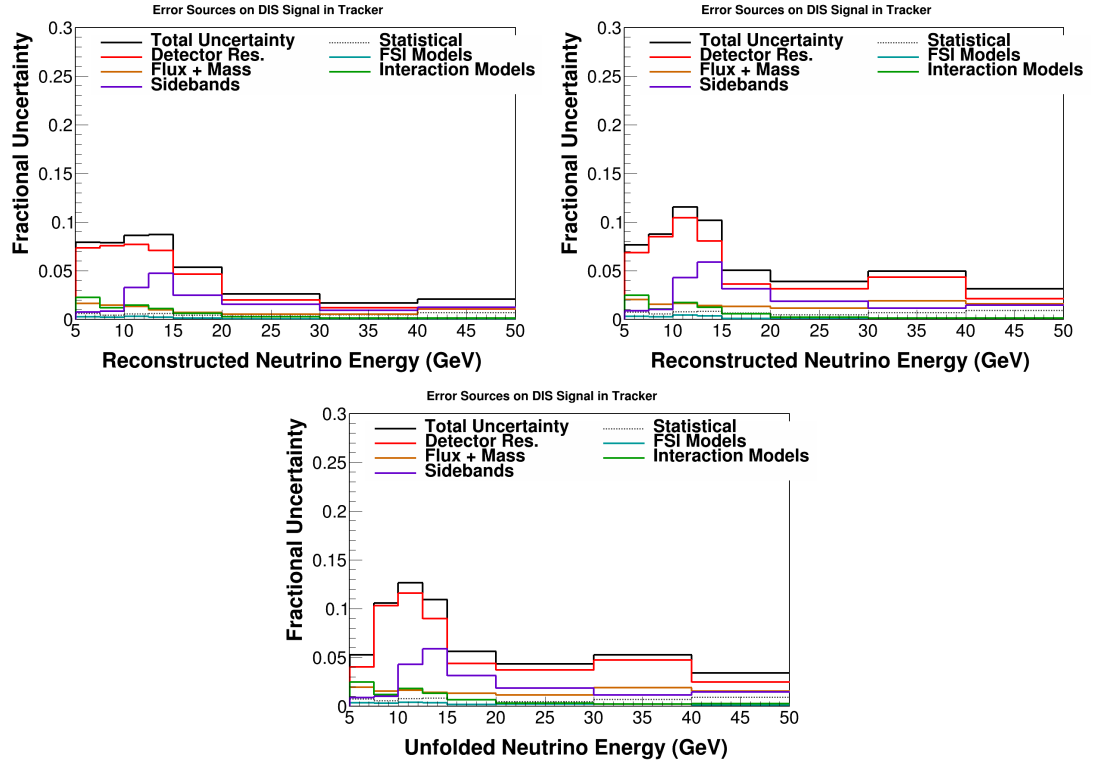 Error Sources on DIS Signal in Tracker
Fractional Uncertainty
0.3
0.25
0.2
0.15
0.1
0.05
0
Total Uncertainty
Detector Res.
Flux + Mass
Sidebands
Statistical
FSI Models
Interaction Models
5 10 15 20 25 30 35 40 45 50
Reconstructed Neutrino Energy (GeV)
Error Sources on DIS Signal in Tracker
Fractional Uncertainty
0.3
0.25
0.2
0.15
0.1
0.05
0
Total Uncertainty
Detector Res.
Flux + Mass
Sidebands
Statistical
FSI Models
Interaction Models
5 10 15 20 25 30 35 40 45 50
Reconstructed Neutrino Energy (GeV)
Error Sources on DIS Signal in Tracker
Fractional Uncertainty
0.3
0.25
0.2
0.15
0.1
0.05
0
Total Uncertainty
Detector Res.
Flux + Mass
Sidebands
Statistical
FSI Models
Interaction Models
5 10 15 20 25 30 35 40 45 50
Unfolded Neutrino Energy (GeV)